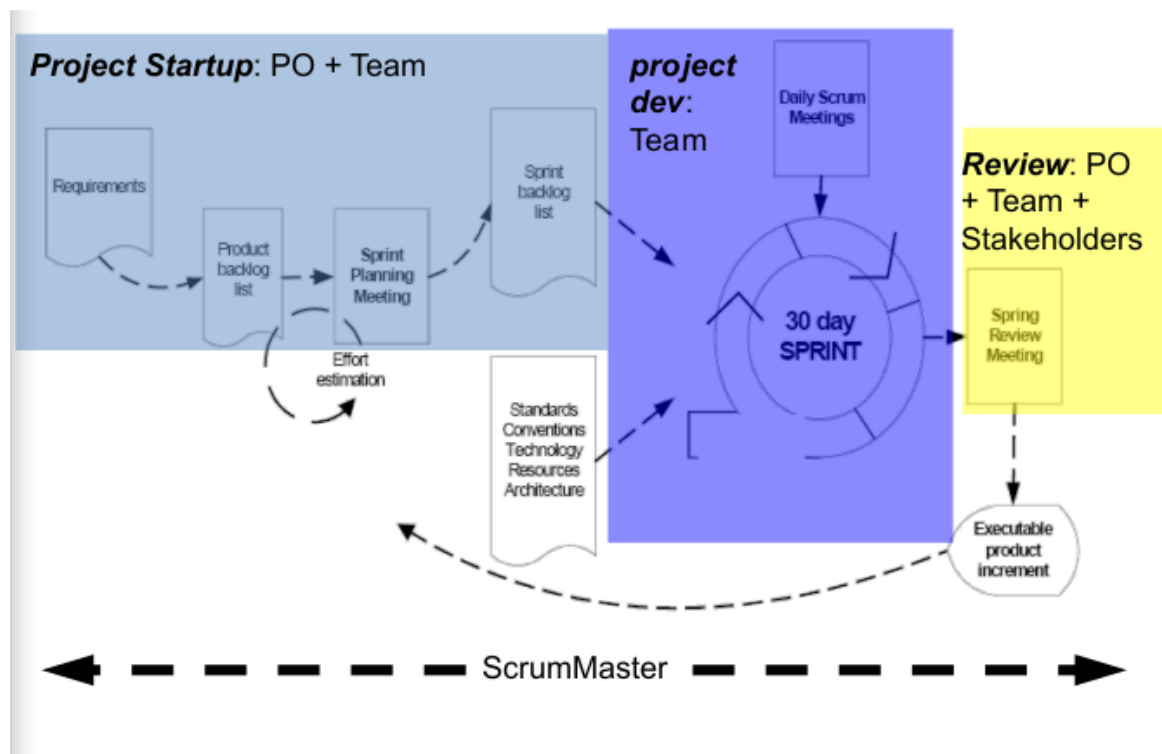 Project Startup: PO + Team
Requirements
Product
backlog
list
Sprint
Planning
Meeting
Effort
estimation
Sprint
backlog
list
Standards
Conventions
Technology
Resources
Architecture
project
dev:
Team
Daily Scrum
Meetings
30 day
SPRINT
Review: PO
+ Team +
Stakeholders
Spring
Review
Meeting
Executable
product
increment
ScrumMaster